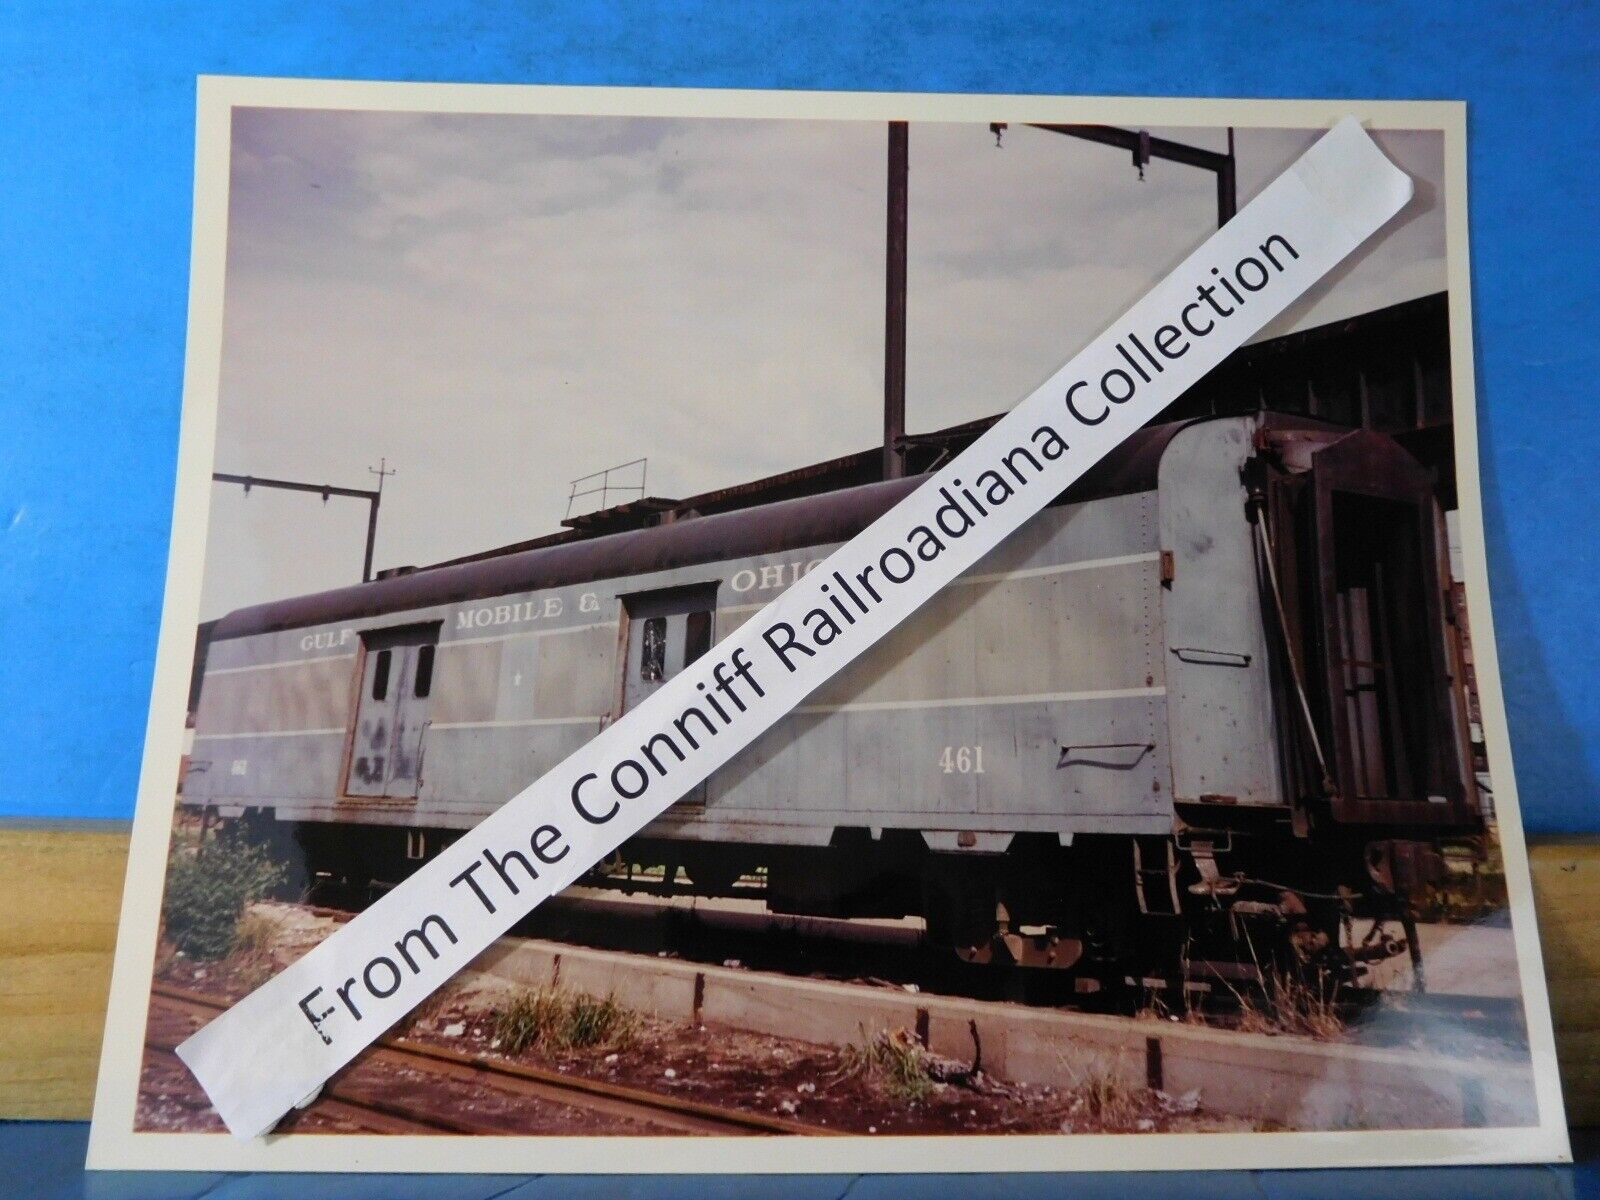 GULF MOBILE & OHIO
461
From The Conniff Railroadiana Collection